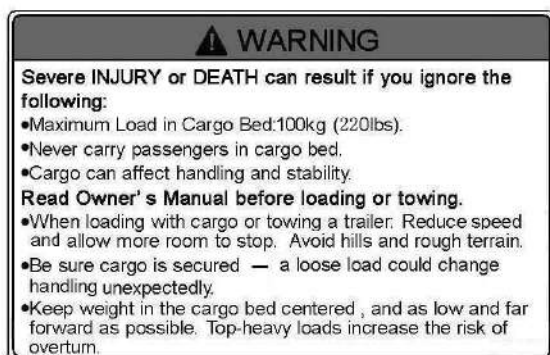 WARNING
Severe INJURY or DEATH can result if you ignore the
following:
•Maximum Load in Cargo Bed:100kg (220lbs).
•Never carry passengers in cargo bed.
•Cargo can affect handling and stability.
Read Owner' s Manual before loading or towing.
•When loading with cargo or towing a trailer. Reduce speed
and allow more room to stop. Avoid hills and rough terrain.
•Be sure cargo is secured — a loose load could change
handling unexpectedly.
•Keep weight in the cargo bed centered , and as low and far
forward as possible. Top-heavy loads increase the risk of
overturn.